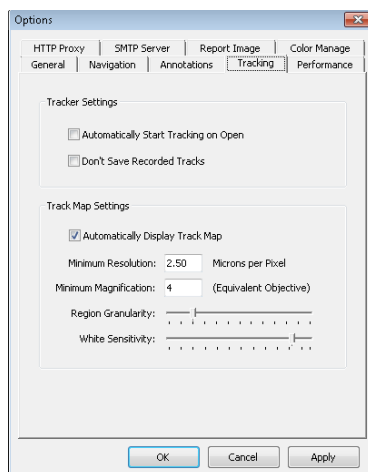 Options
HTTP Proxy SMTP Server Report Image Color Manage
General Navigation Annotations Tracking Performance
Tracker Settings
Automatically Start Tracking on Open
Don't Save Recorded Tracks
Track Map Settings
Automatically Display Track Map
Minimum Resolution: 2.50 Microns per Pixel
Minimum Magnification: 4 (Equivalent Objective)
Region Granularity:
White Sensitivity:
OK Cancel Apply